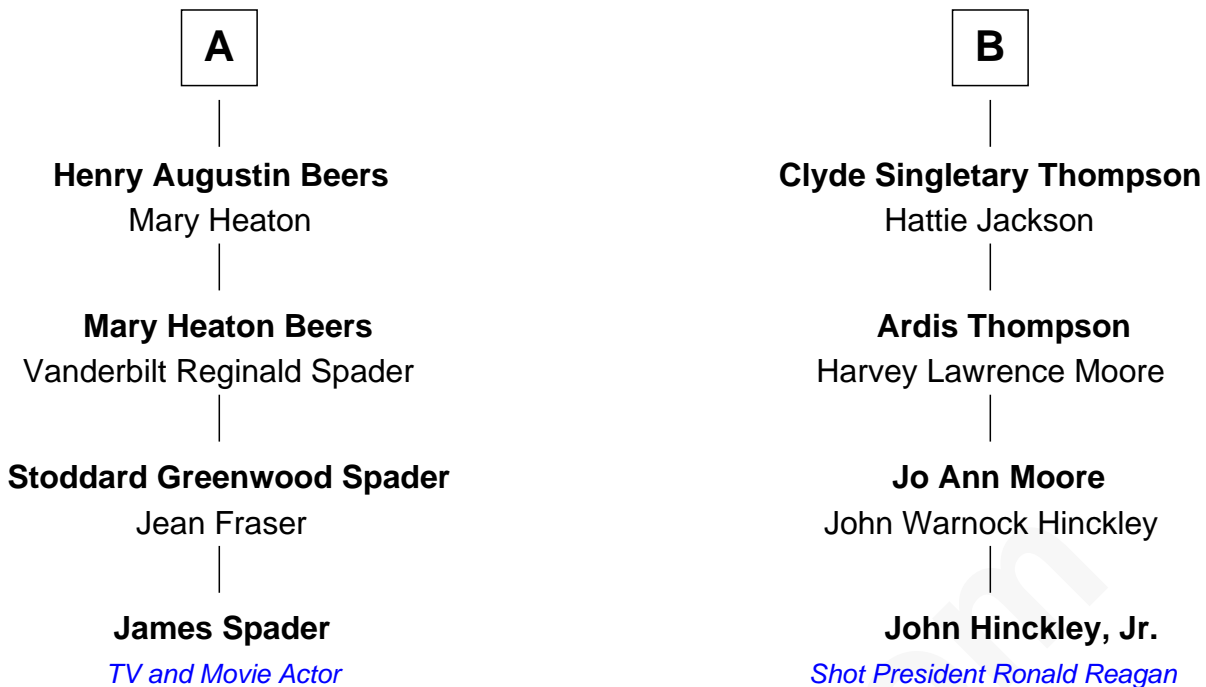 A
Henry Augustin Beers
Mary Heaton
Mary Heaton Beers
Vanderbilt Reginald Spader
Stoddard Greenwood Spader
Jean Fraser
James Spader
TV and Movie Actor
B
Clyde Singletary Thompson
Hattie Jackson
Ardis Thompson
Harvey Lawrence Moore
Jo Ann Moore
John Warnock Hinckley
John Hinckley, Jr.
Shot President Ronald Reagan